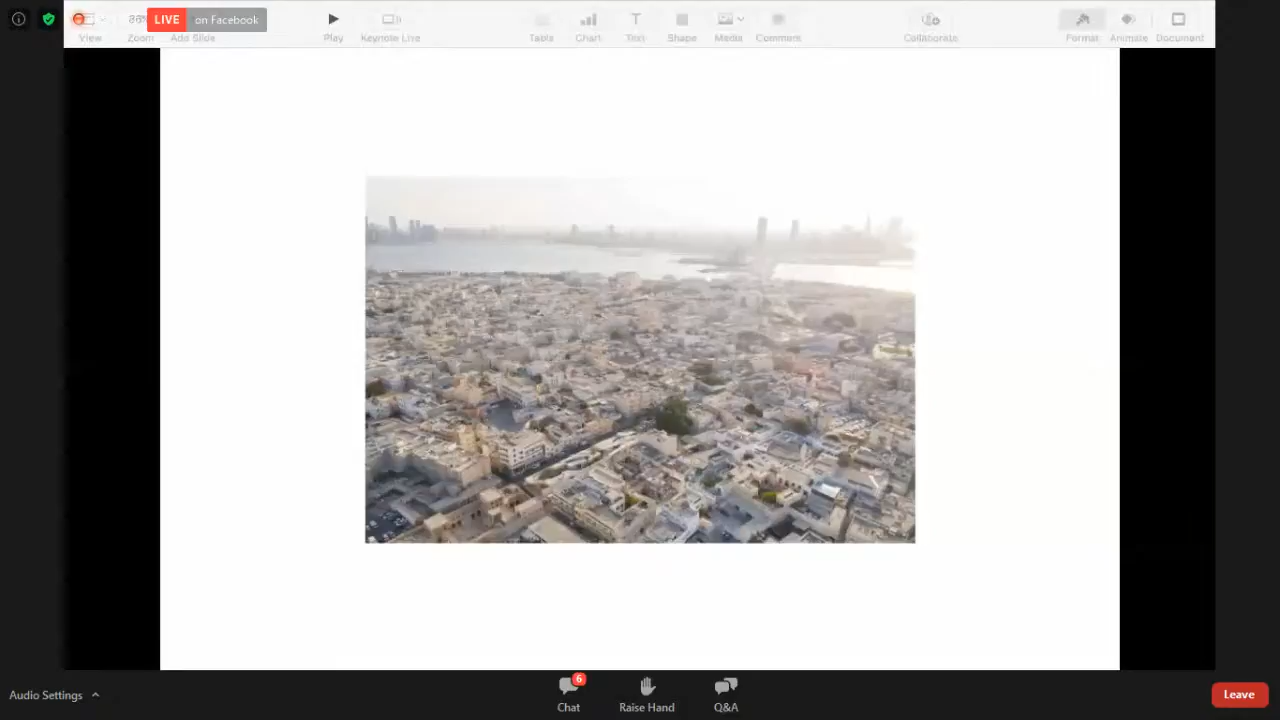 LIVE on Facebook
View
Zoom
Add Slide
Play
Keynote Live
Table
Chart
Text
Shape
Media
Comment
Collaborate
Format
Animate
Document
Audio Settings
6
Chat
Raise Hand
Q&A
Leave